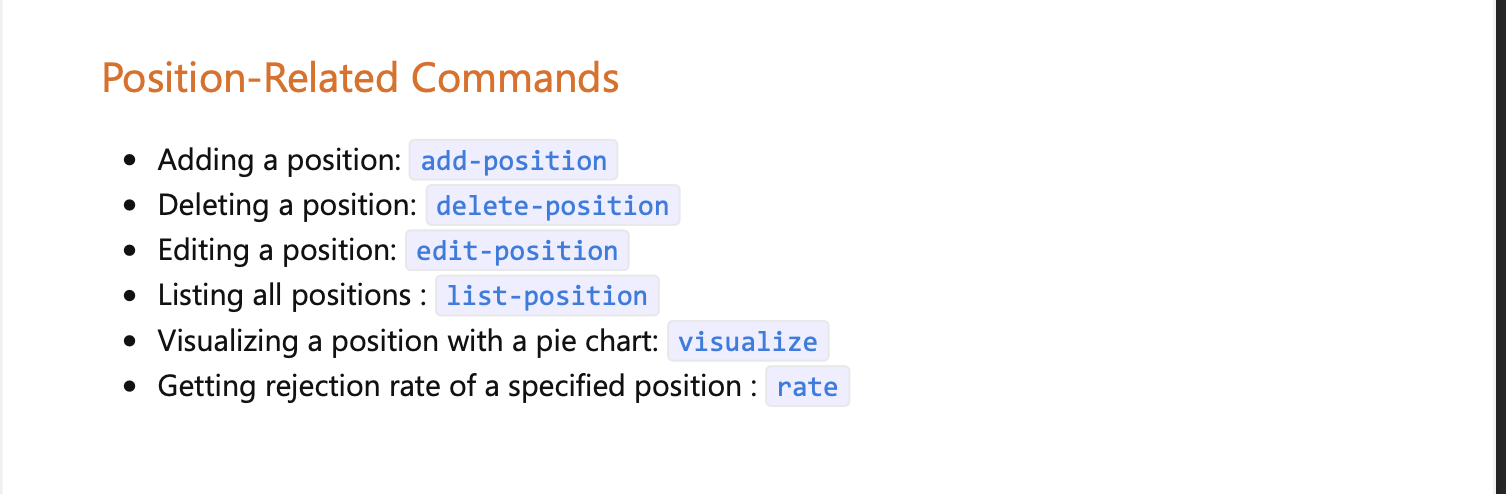 Position-Related Commands
Adding a position: add-position
Deleting a position: delete-position
Editing a position: edit-position
Listing all positions : list-position
Visualizing a position with a pie chart: visualize
Getting rejection rate of a specified position : rate